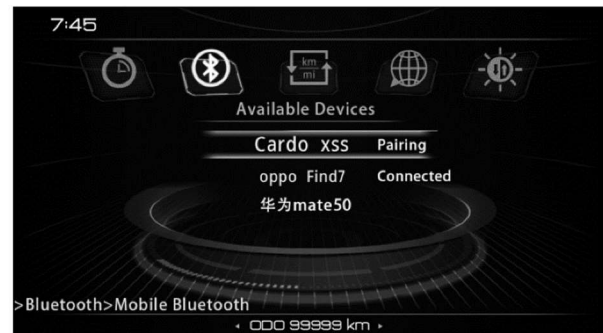 7:45
km
mi
Available Devices
Cardo xss Pairing
oppo Find7 Connected
华为mate50
>Bluetooth>Mobile Bluetooth
ODO 99999 km